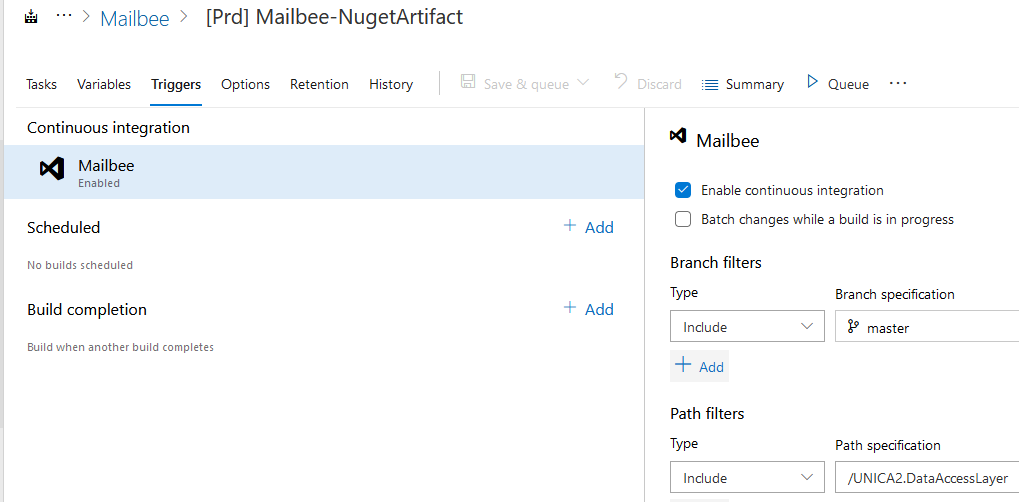 ··· > Mailbee > [Prd] Mailbee-NugetArtifact
Tasks Variables Triggers Options Retention History Save & queue Discard Summary Queue ···
Continuous integration
Mailbee
Enabled
Scheduled
+ Add
No builds scheduled
Build completion
+ Add
Build when another build completes
Mailbee
Enable continuous integration
Batch changes while a build is in progress
Branch filters
Type Branch specification
Include master
+ Add
Path filters
Type Path specification
Include /UNICA2.DataAccessLayer